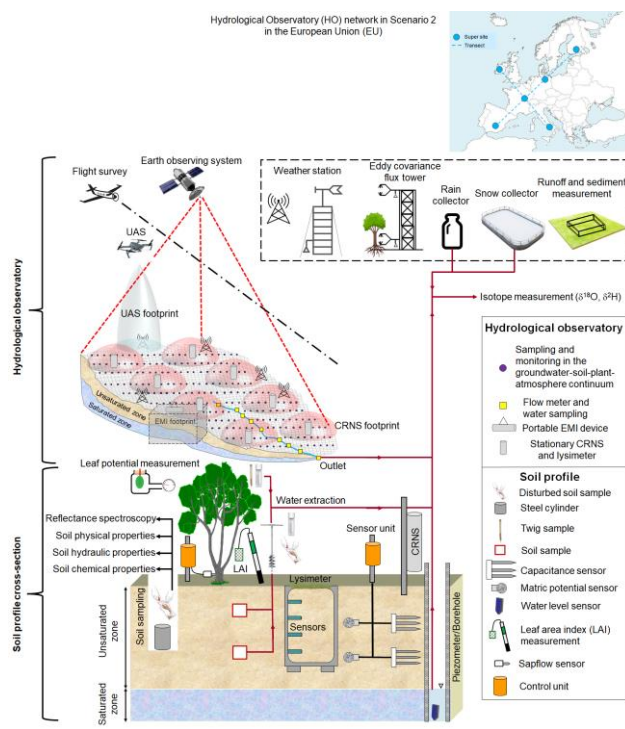 Hydrological Observatory (HO) network in Scenario 2
in the European Union (EU)
Super site
Transect
Hydrological observatory
Flight survey
Earth observing system
UAS
UAS footprint
Weather station
Eddy covariance
flux tower
Rain
collector
Snow collector
Runoff and sediment
measurement
Isotope measurement (δ¹⁸O, δ²H)
Unsaturated zone
Saturated zone
EMI footprint
CRNS footprint
Outlet
Hydrological observatory
Sampling and
monitoring in the
groundwater-soil-plant-
atmosphere continuum
Flow meter and
water sampling
Portable EMI device
Stationary CRNS
and lysimeter
Soil profile cross-section
Leaf potential measurement
Water extraction
Reflectance spectroscopy
Soil physical properties
Soil hydraulic properties
Soil chemical properties
LAI
Sensor unit
CRNS
Lysimeter
Soil sampling
Sensors
Unsaturated
zone
Saturated
zone
Piezometer/Borehole
Soil profile
Disturbed soil sample
Steel cylinder
Twig sample
Soil sample
Capacitance sensor
Matric potential sensor
Water level sensor
Leaf area index (LAI)
measurement
Sapflow sensor
Control unit